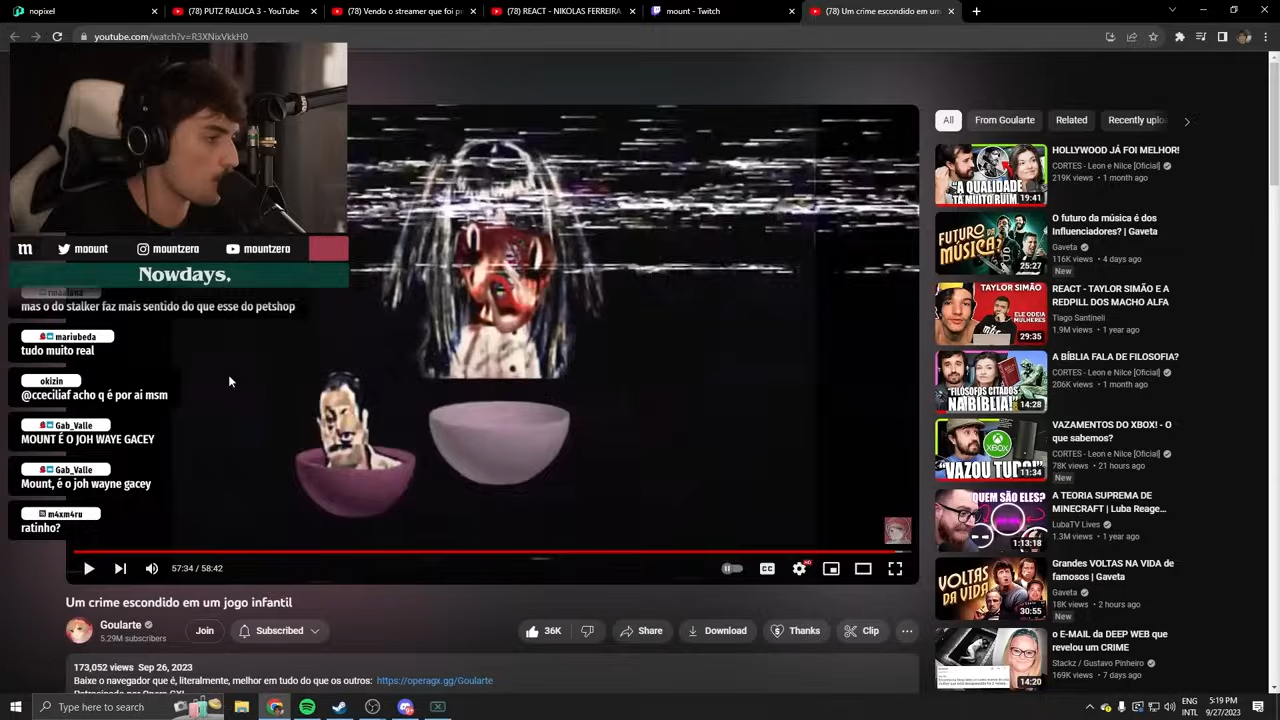 nopixel
(78) PUTZ RALUCA 3 - YouTube
(78) Vendo o streamer que foi p
(78) REACT - NIKOLAS FERREIRA
mount - Twitch
(78) Um crime escondido em um
youtube.com/watch?v=R3XNixVkkH0
m moount mountzero mountzero
Nowdays.
mas o do stalker faz mais sentido do que esse do petshop
mariubeda
tudo muito real
okizin
@cceciliaf acho q é por ai msm
Gab_Valle
MOUNT É O JOH WAYE GACEY
Gab_Valle
Mount, é o joh wayne gacey
m4xm4ru
ratinho?
57:34 / 58:42
CC
HD
Um crime escondido em um jogo infantil
Goularte
5.29M subscribers
Join
Subscribed
36K
Share
Download
Thanks
Clip
173,052 views Sep 26, 2023
Baixe o navegador que é, literalmente, mor em tudo do que os outros: https://operagx.gg/Goularte
All
From Goularte
Related
Recently uplo
"A QUALIDADE
TÁ MUITO RUIM
19:41
HOLLYWOOD JÁ FOI MELHOR!
CORTES - Leon e Nilce [Oficial]
219K views • 1 month ago
FUTURO DA
MÚSICA?
25:27
O futuro da música é dos
Influenciadores? | Gaveta
Gaveta
116K views • 4 days ago
New
TAYLOR SIMÃO
ELE ODEIA
MULHERES
29:35
REACT - TAYLOR SIMÃO E A
REDPILL DOS MACHO ALFA
Tiago Santineli
1.9M views • 1 year ago
"FILÓSOFOS CITADOS
NA BÍBLIA!"
14:28
A BÍBLIA FALA DE FILOSOFIA?
CORTES - Leon e Nilce [Oficial]
206K views • 1 month ago
XBOX
"VAZOU TUDO"
11:34
VAZAMENTOS DO XBOX! - O
que sabemos?
CORTES - Leon e Nilce [Oficial]
78K views • 21 hours ago
New
QUEM SÃO ELES?
1:13:18
A TEORIA SUPREMA DE
MINECRAFT | Luba Reage...
LubaTV Lives
1.3M views • 1 year ago
VOLTAS
DA VIDA
30:55
Grandes VOLTAS NA VIDA de
famosos | Gaveta
Gaveta
18K views • 2 hours ago
New
14:20
o E-MAIL da DEEP WEB que
revelou um CRIME
Stackz / Gustavo Pinheiro
169K views • 7 days ago
Type here to search
ENG
INTL
5:19 PM
9/27/2023